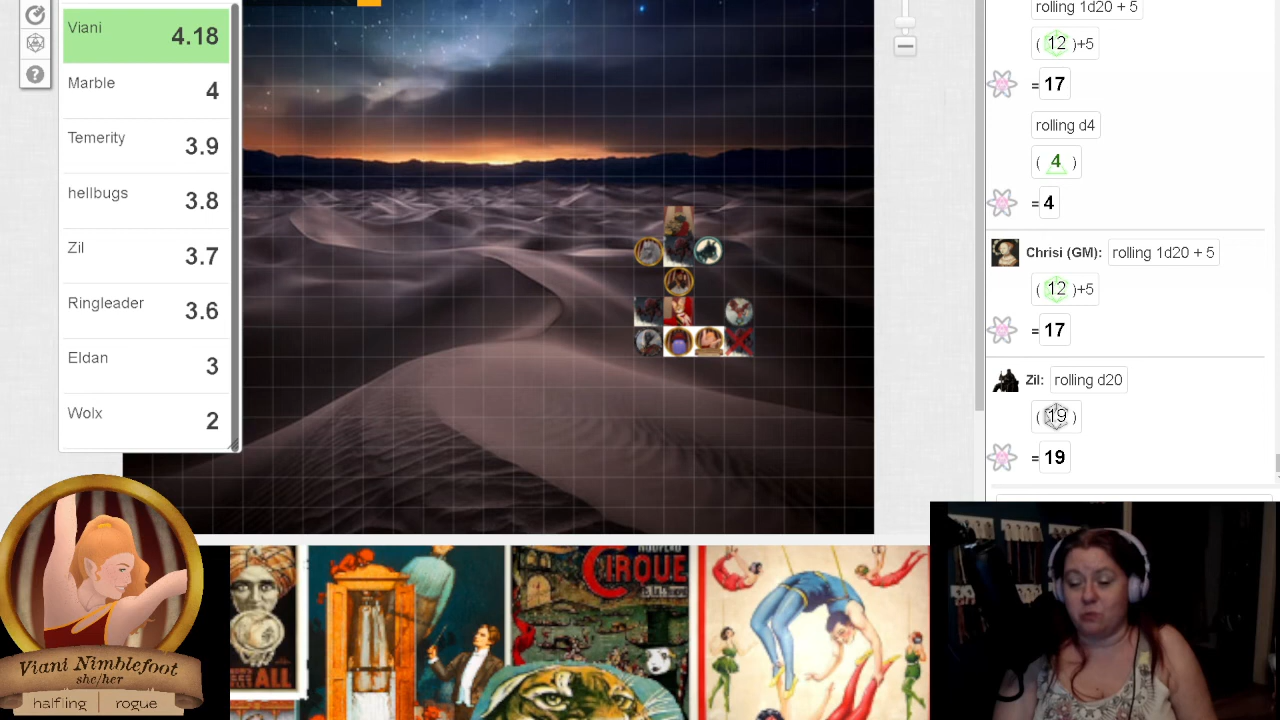 Viani
4.18
Marble
4
Temerity
3.9
hellbugs
3.8
Zil
3.7
Ringleader
3.6
Eldan
3
Wolx
2
rolling 1d20 + 5
( 12 )+5
= 17
rolling d4
( 4 )
= 4
Chrisi (GM): rolling 1d20 + 5
( 12 )+5
= 17
Zil: rolling d20
( 19 )
= 19
Viani Nimblefoot
she/her
halfling | rogue
ALL
NOUVEAU
CIRQUE